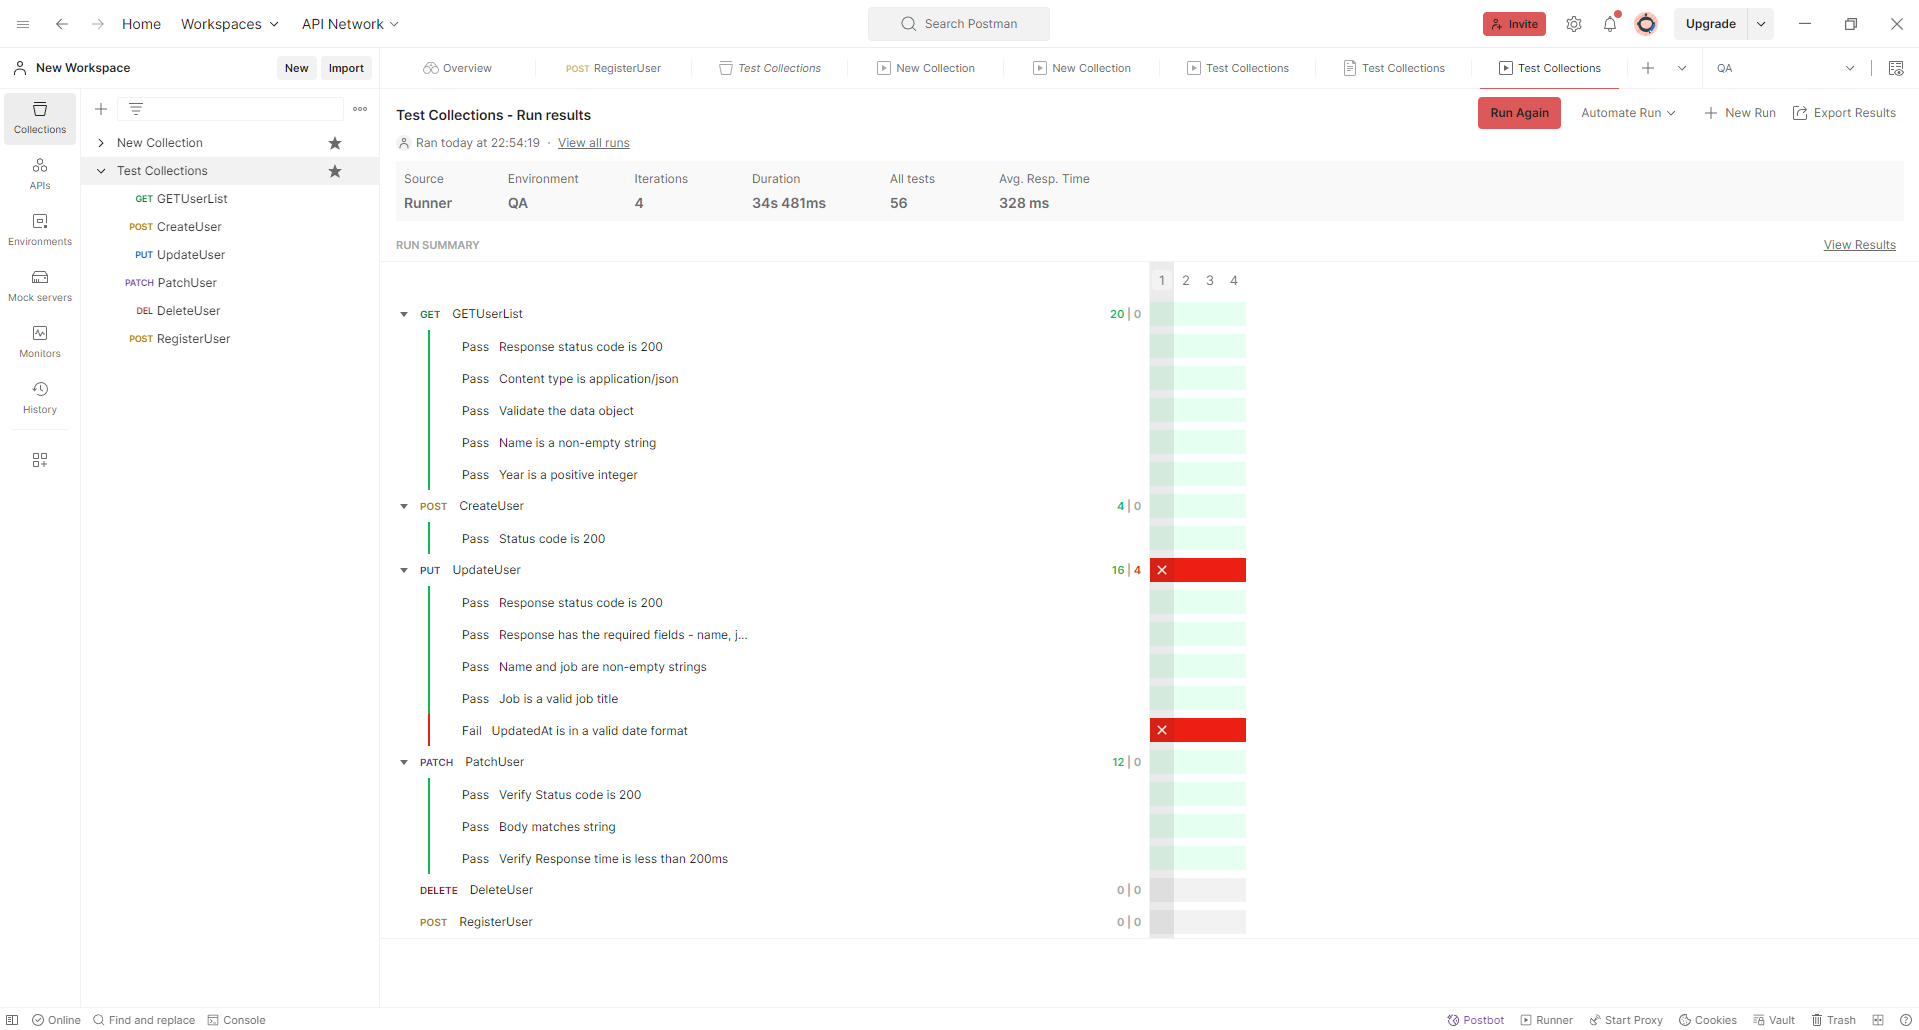 Home Workspaces API Network Search Postman Invite Upgrade
New Workspace New Import Overview POST RegisterUser Test Collections New Collection New Collection Test Collections Test Collections Test Collections QA
Collections
APIs
Environments
Mock servers
Monitors
History
New Collection
Test Collections
GET GETUserList
POST CreateUser
PUT UpdateUser
PATCH PatchUser
DEL DeleteUser
POST RegisterUser
Test Collections - Run results Run Again Automate Run New Run Export Results
Ran today at 22:54:19 · View all runs
Source Environment Iterations Duration All tests Avg. Resp. Time
Runner QA 4 34s 481ms 56 328 ms
RUN SUMMARY View Results
1 2 3 4
GET GETUserList 20 | 0
Pass Response status code is 200
Pass Content type is application/json
Pass Validate the data object
Pass Name is a non-empty string
Pass Year is a positive integer
POST CreateUser 4 | 0
Pass Status code is 200
PUT UpdateUser 16 | 4
Pass Response status code is 200
Pass Response has the required fields - name, j...
Pass Name and job are non-empty strings
Pass Job is a valid job title
Fail UpdatedAt is in a valid date format
PATCH PatchUser 12 | 0
Pass Verify Status code is 200
Pass Body matches string
Pass Verify Response time is less than 200ms
DELETE DeleteUser 0 | 0
POST RegisterUser 0 | 0
Online Find and replace Console Postbot Runner Start Proxy Cookies Vault Trash